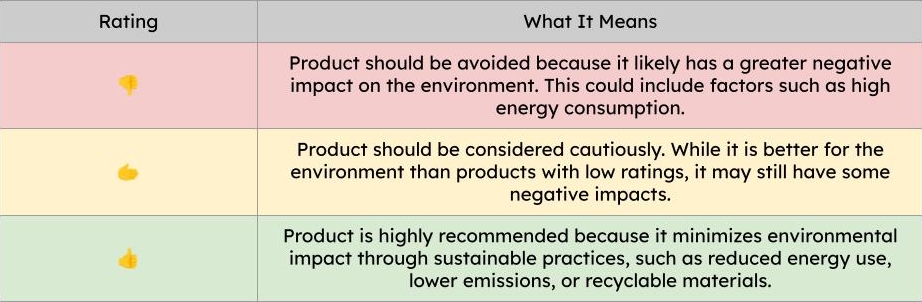 Rating
What It Means
Product should be avoided because it likely has a greater negative
impact on the environment. This could include factors such as high
energy consumption.
Product should be considered cautiously. While it is better for the
environment than products with low ratings, it may still have some
negative impacts.
Product is highly recommended because it minimizes environmental
impact through sustainable practices, such as reduced energy use,
lower emissions, or recyclable materials.